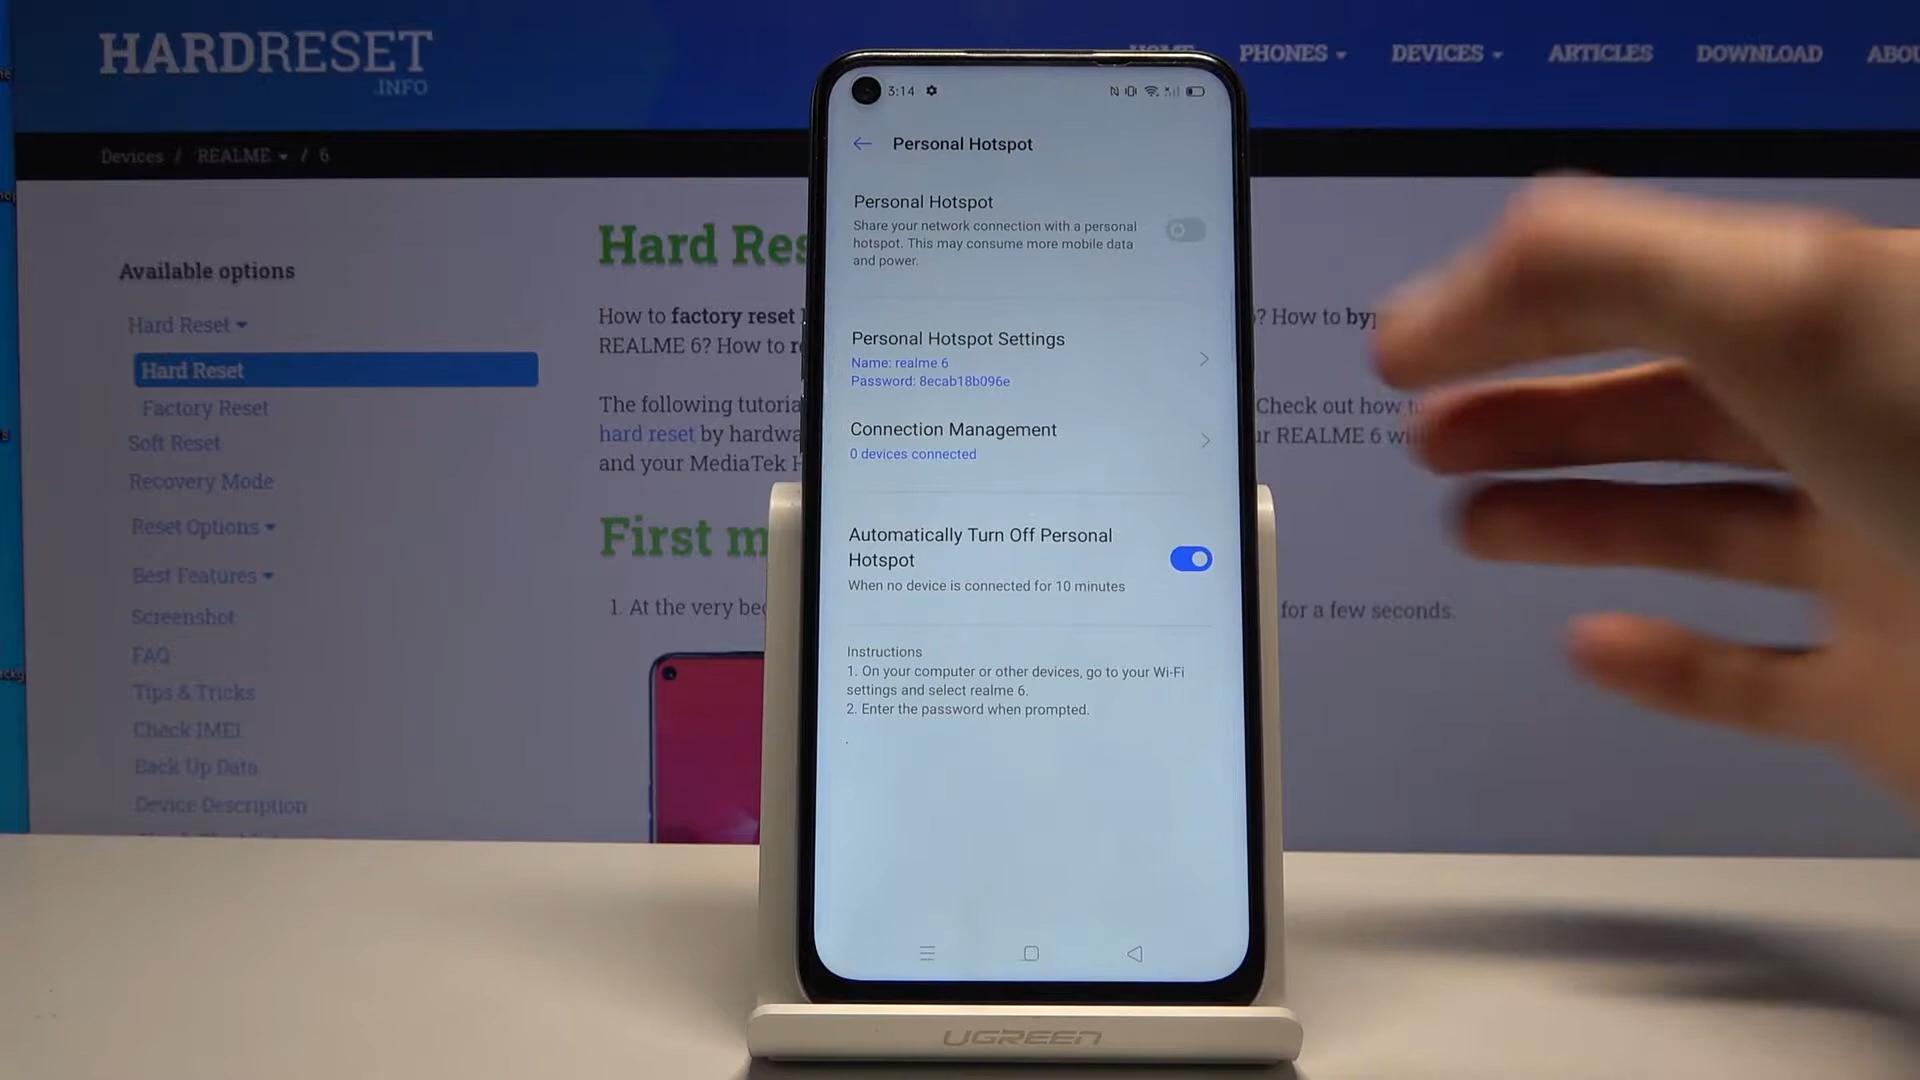 HARDRESET
.INFO
PHONES
DEVICES
ARTICLES
DOWNLOAD
Devices / REALME / 6
Available options
Hard Reset
Hard Reset
Factory Reset
Soft Reset
Recovery Mode
Reset Options
Best Features
Screenshot
FAQ
Tips & Tricks
Check IMEI
Back Up Data
Device Description
Hard
How to factory reset
? How to
REALME 6? How to
The following
Check out how
hard reset by
REALME 6
and your MediaTek
First
1. At the very
for a few seconds.
3:14
Personal Hotspot
Personal Hotspot
Share your network connection with a personal
hotspot. This may consume more mobile data
and power.
Personal Hotspot Settings
Name: realme 6
Password: 8ecab18b096e
Connection Management
0 devices connected
Automatically Turn Off Personal
Hotspot
When no device is connected for 10 minutes
Instructions
1. On your computer or other devices, go to your Wi-Fi
settings and select realme 6.
2. Enter the password when prompted.
UGREEN